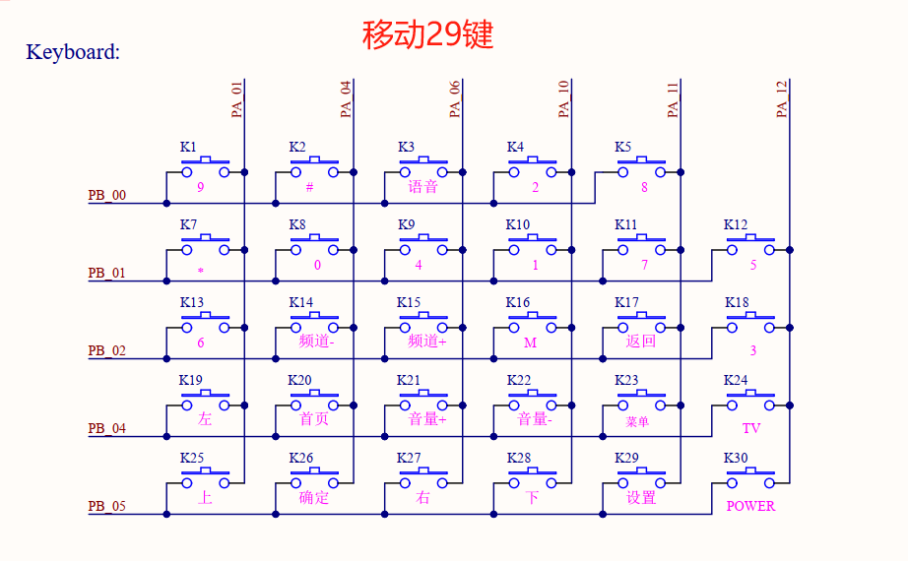 移动29键
Keyboard:
PA_01 PA_04 PA_06 PA_10 PA_11 PA_12
K1 K2 K3 K4 K5
PB_00 9 # 语音 2 8
K7 K8 K9 K10 K11 K12
PB_01 * 0 4 1 7 5
K13 K14 K15 K16 K17 K18
PB_02 6 频道- 频道+ M 返回 3
K19 K20 K21 K22 K23 K24
PB_04 左 首页 音量+ 音量- 菜单 TV
K25 K26 K27 K28 K29 K30
PB_05 上 确定 右 下 设置 POWER